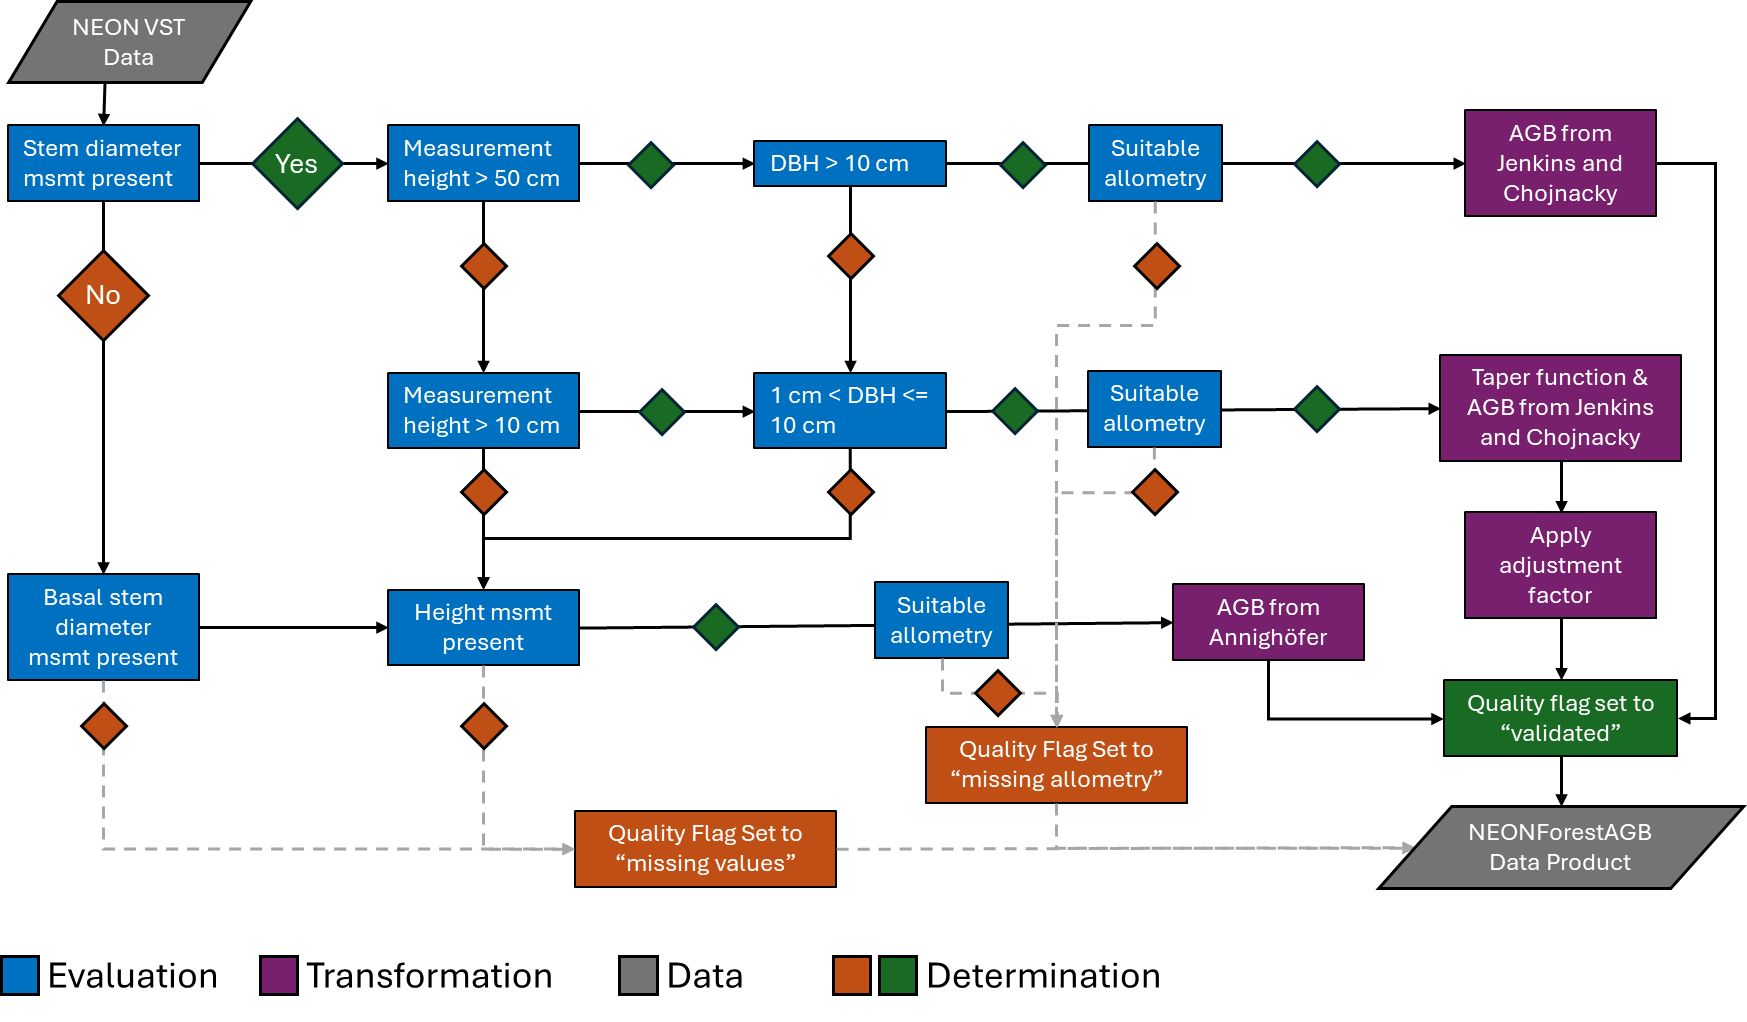 NEON VST
Data
Stem diameter
msmt present
Yes
Measurement
height > 50 cm
DBH > 10 cm
Suitable
allometry
AGB from
Jenkins and
Chojnacky
No
Measurement
height > 10 cm
1 cm < DBH <=
10 cm
Suitable
allometry
Taper function &
AGB from Jenkins
and Chojnacky
Apply
adjustment
factor
Basal stem
diameter
msmt present
Height msmt
present
Suitable
allometry
AGB from
Annighöfer
Quality flag set to
“validated”
Quality Flag Set to
“missing allometry”
Quality Flag Set to
“missing values”
NEONForestAGB
Data Product
Evaluation
Transformation
Data
Determination